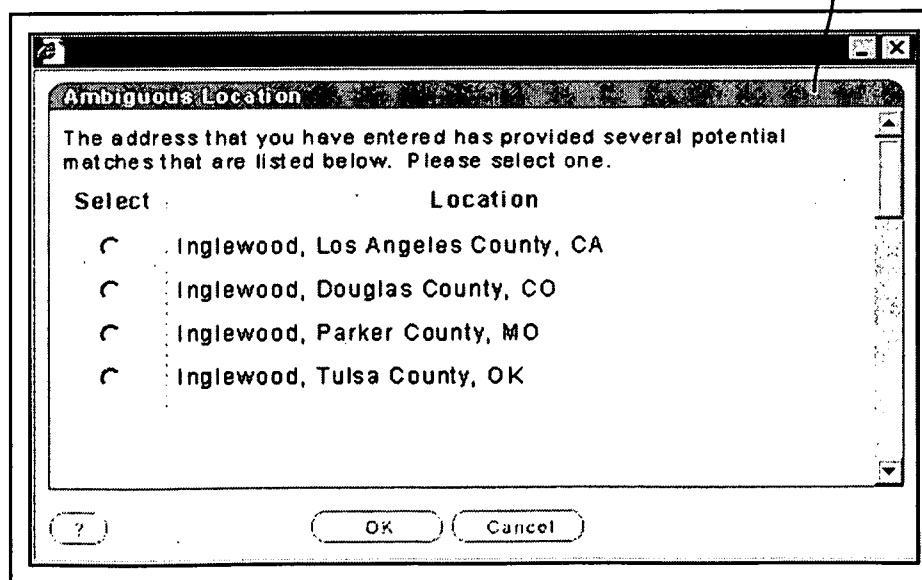 Ambiguous Location
The address that you have entered has provided several potential
matches that are listed below. Please select one.
Select Location
Inglewood, Los Angeles County, CA
Inglewood, Douglas County, CO
Inglewood, Parker County, MO
Inglewood, Tulsa County, OK
? OK Cancel